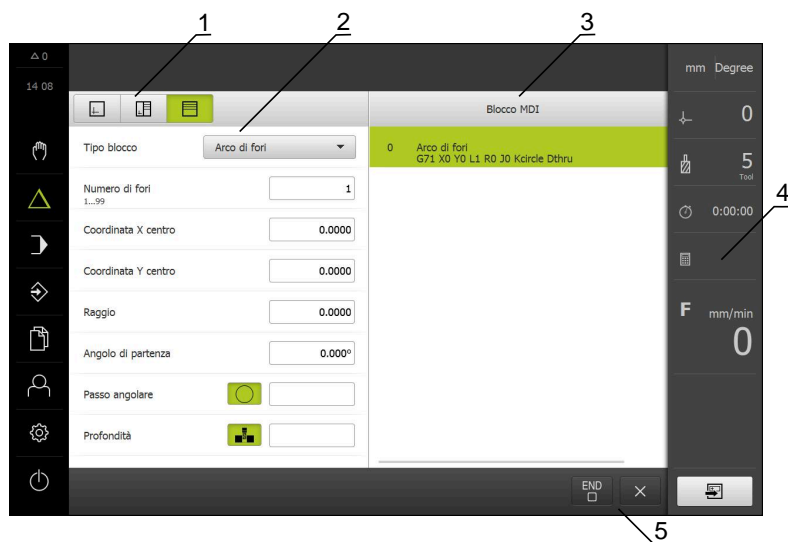 1 2 3
0
14 08
mm Degree
Blocco MDI
0
Tipo blocco Arco di fori
0 Arco di fori
G71 X0 Y0 L1 R0 J0 Kcircle Dthru
5
Tool
Numero di fori 1
1...99
4
0:00:00
Coordinata X centro 0.0000
Coordinata Y centro 0.0000
Raggio 0.0000
F mm/min
0
Angolo di partenza 0.000°
Passo angolare
Profondità
END
5